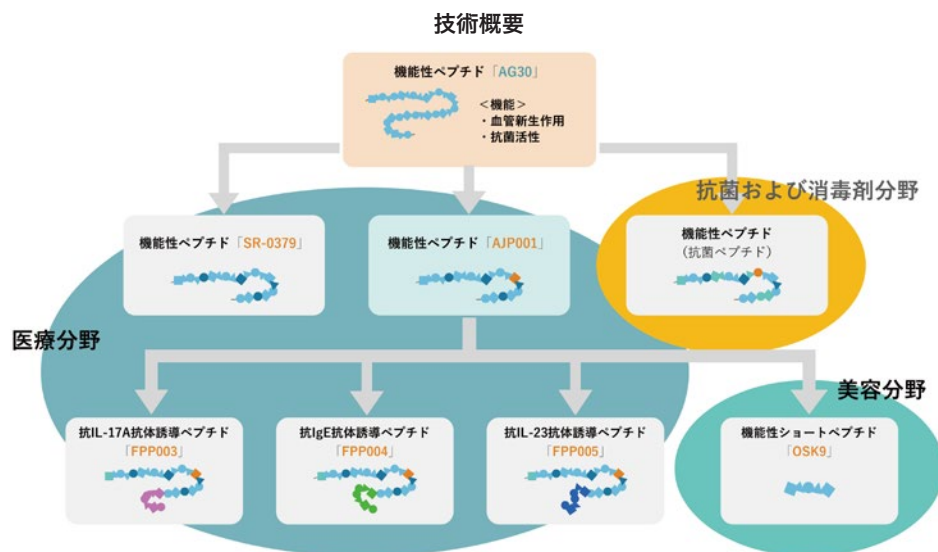 技術概要
機能性ペプチド「AG30」
＜機能＞
・血管新生作用
・抗菌活性
抗菌および消毒剤分野
機能性ペプチド「SR-0379」
機能性ペプチド「AJP001」
機能性ペプチド
(抗菌ペプチド)
医療分野
美容分野
抗IL-17A抗体誘導ペプチド
「FPP003」
抗IgE抗体誘導ペプチド
「FPP004」
抗IL-23抗体誘導ペプチド
「FPP005」
機能性ショートペプチド
「OSK9」